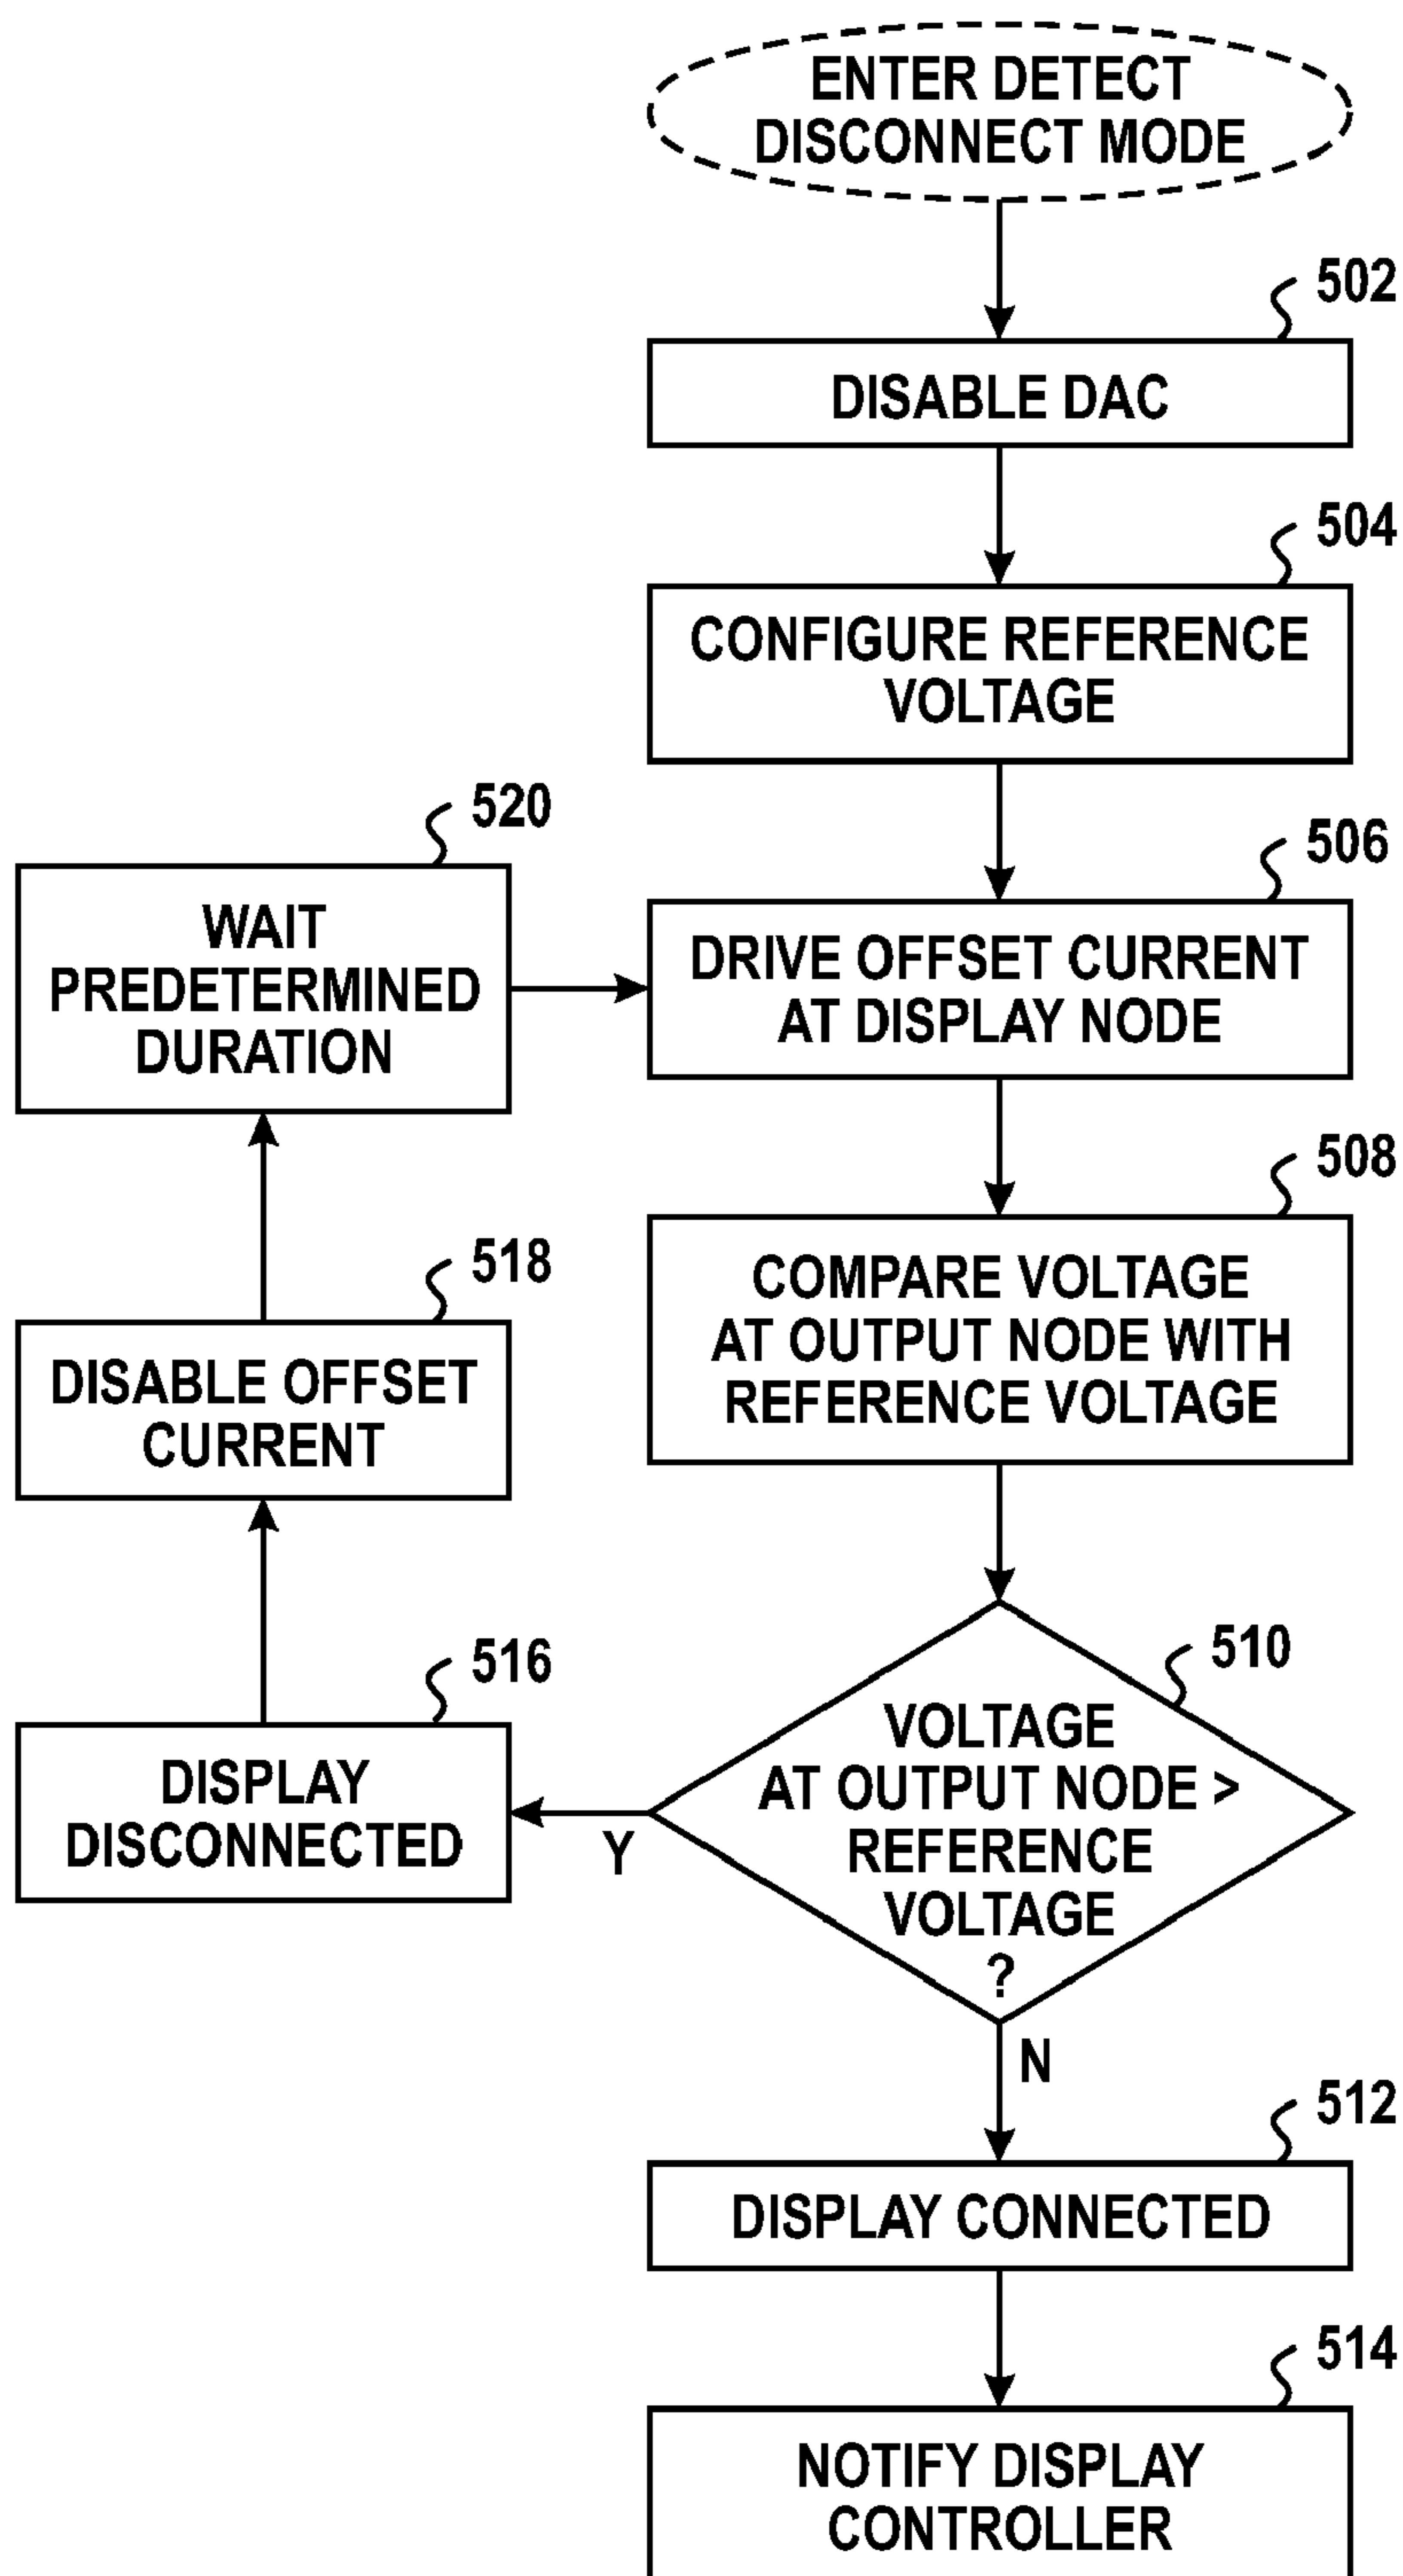 ENTER DETECT
DISCONNECT MODE
502
DISABLE DAC
504
CONFIGURE REFERENCE
VOLTAGE
520
WAIT
PREDETERMINED
DURATION
506
DRIVE OFFSET CURRENT
AT DISPLAY NODE
508
COMPARE VOLTAGE
AT OUTPUT NODE WITH
REFERENCE VOLTAGE
518
DISABLE OFFSET
CURRENT
510
VOLTAGE
AT OUTPUT NODE >
REFERENCE
VOLTAGE
?
516
DISPLAY
DISCONNECTED
Y
N
512
DISPLAY CONNECTED
514
NOTIFY DISPLAY
CONTROLLER